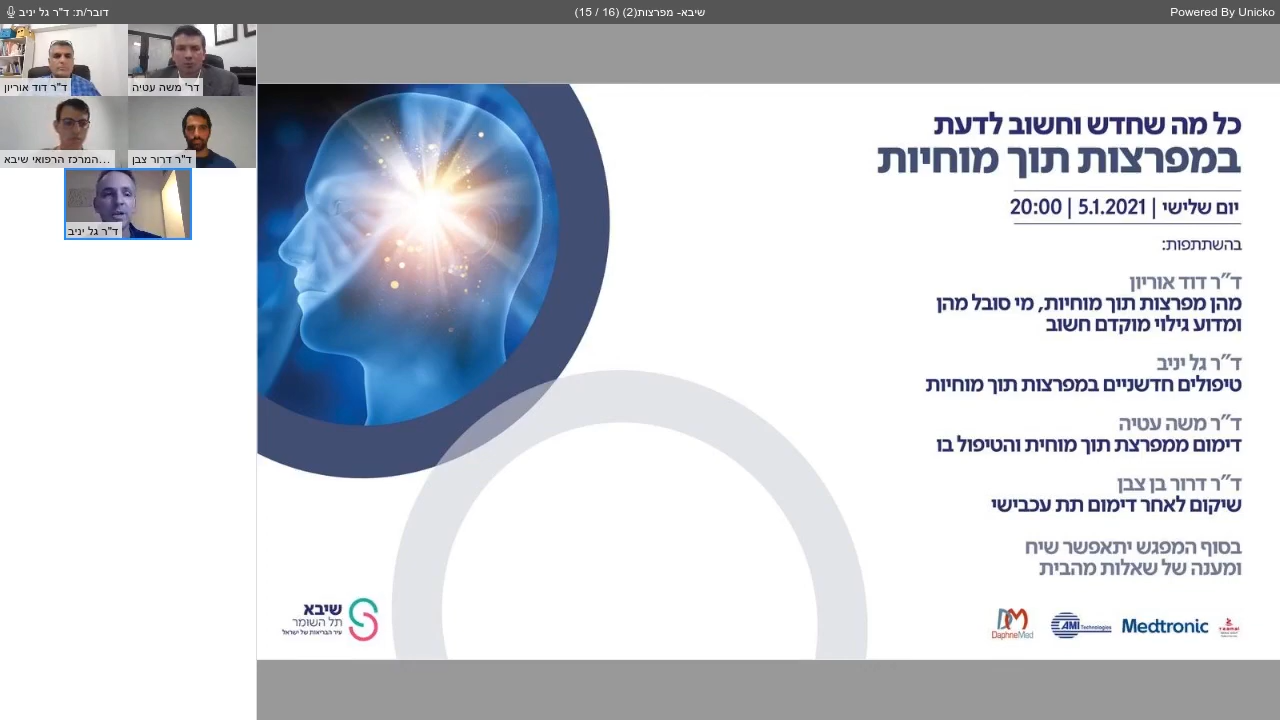 דובר/ת: ד"ר גל יניב
שיבא- מפרצות(2) (16 / 15)
Powered By Unicko
ד"ר דוד אוריון
דר' משה עטיה
המרכז הרפואי שיבא...
ד"ר דרור צבן
ד"ר גל יניב
כל מה שחדש וחשוב לדעת
במפרצות תוך מוחיות
יום שלישי | 5.1.2021 | 20:00
בהשתתפות:
ד״ר דוד אוריון
מהן מפרצות תוך מוחיות, מי סובל מהן
ומדוע גילוי מוקדם חשוב
ד״ר גל יניב
טיפולים חדשניים במפרצות תוך מוחיות
ד״ר משה עטיה
דימום ממפרצת תוך מוחית והטיפול בו
ד״ר דרור בן צבן
שיקום לאחר דימום תת עכבישי
בסוף המפגש יתאפשר שיח
ומענה של שאלות מהבית
שיבא
תל השומר
עיר הבריאות של ישראל
DaphneMed
AMI Technologies
Medtronic